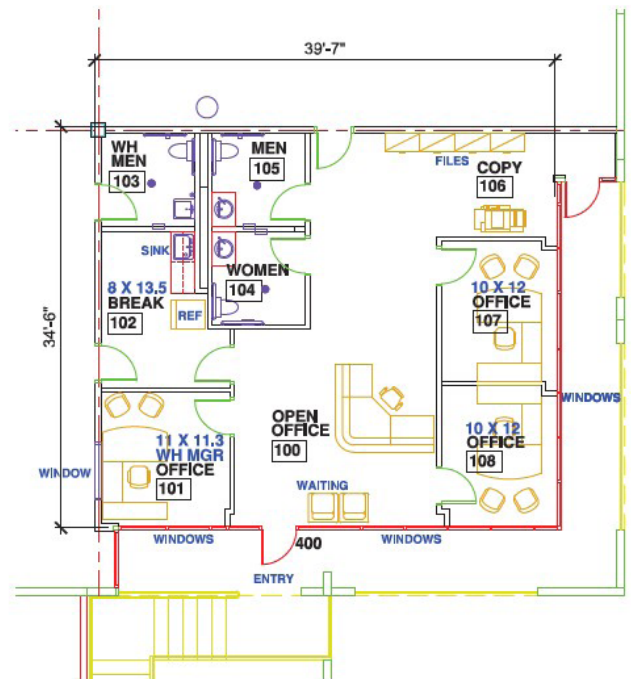 39'-7"
34'-6"
WH
MEN
103
MEN
105
FILES
COPY
106
SINK
WOMEN
104
8 X 13.5
BREAK
102
REF
10 X 12
OFFICE
107
WINDOWS
11 X 11.3
WH MGR
OFFICE
101
OPEN
OFFICE
100
10 X 12
OFFICE
108
WINDOW
WAITING
WINDOWS
400
WINDOWS
ENTRY